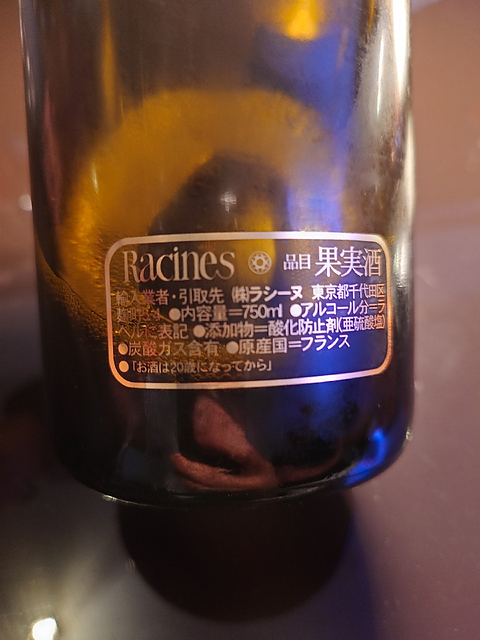 Racines 品目 果実酒
輸入業者・引取先 ㈱ラシーヌ 東京都千代田区
●内容量=750ml ●アルコール分=ラ
ベルに表記 ●添加物=酸化防止剤(亜硫酸塩)
●炭酸ガス含有 ●原産国=フランス
●「お酒は20歳になってから」